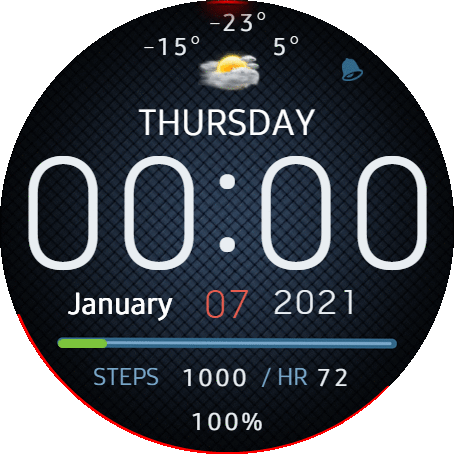 -23°
-15° 5°
THURSDAY
00:00
January 07 2021
STEPS 1000 / HR 72
100%